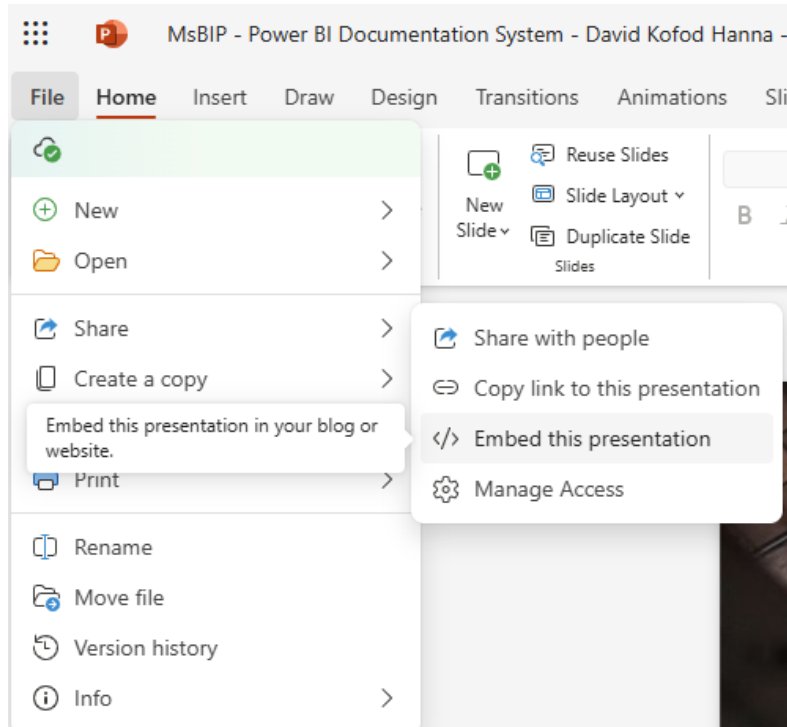 P MsBIP - Power BI Documentation System - David Kofod Hanna -
File Home Insert Draw Design Transitions Animations
New
Open
Share
Create a copy
Embed this presentation in your blog or
website.
Print
Rename
Move file
Version history
Info
New
Slide
Reuse Slides
Slide Layout
Duplicate Slide
Slides
B
Share with people
Copy link to this presentation
Embed this presentation
Manage Access